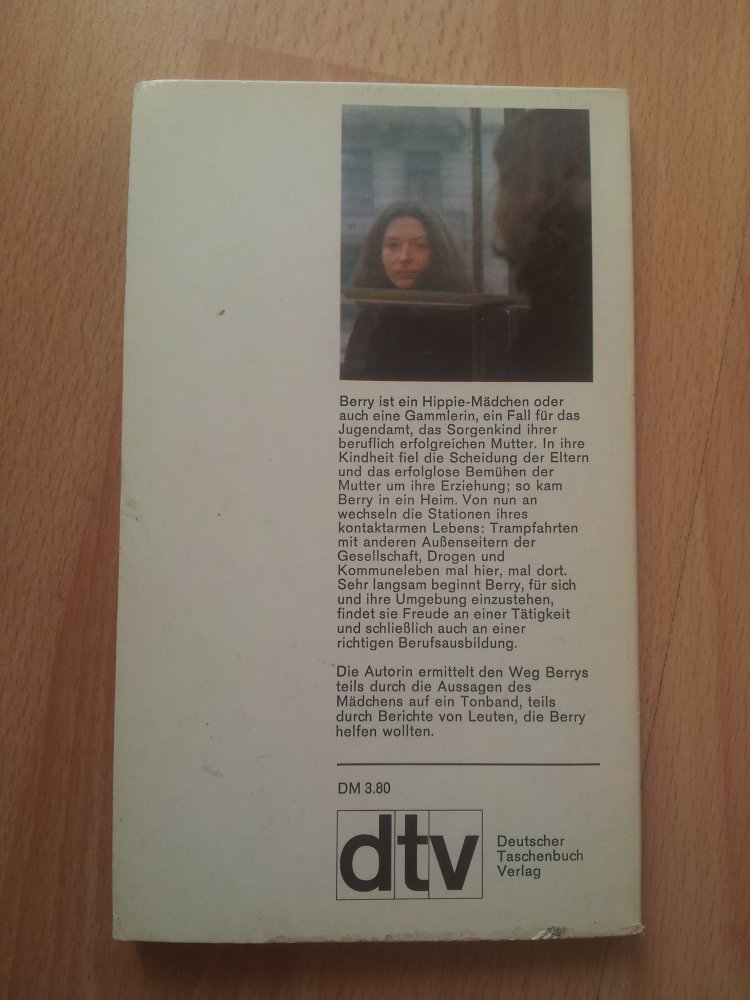 Berry ist ein Hippie-Mädchen oder
auch eine Gammlerin, ein Fall für das
Jugendamt, das Sorgenkind ihrer
beruflich erfolgreichen Mutter. In ihre
Kindheit fiel die Scheidung der Eltern
und das erfolglose Bemühen der
Mutter um ihre Erziehung; so kam
Berry in ein Heim. Von nun an
wechseln die Stationen ihres
kontaktarmen Lebens: Trampfahrten
mit anderen Außenseitern der
Gesellschaft, Drogen und
Kommuneleben mal hier, mal dort.
Sehr langsam beginnt Berry, für sich
und ihre Umgebung einzustehen,
findet sie Freude an einer Tätigkeit
und schließlich auch an einer
richtigen Berufsausbildung.
Die Autorin ermittelt den Weg Berrys
teils durch die Aussagen des
Mädchens auf ein Tonband, teils
durch Berichte von Leuten, die Berry
helfen wollten.
DM 3.80
dtv
Deutscher
Taschenbuch
Verlag